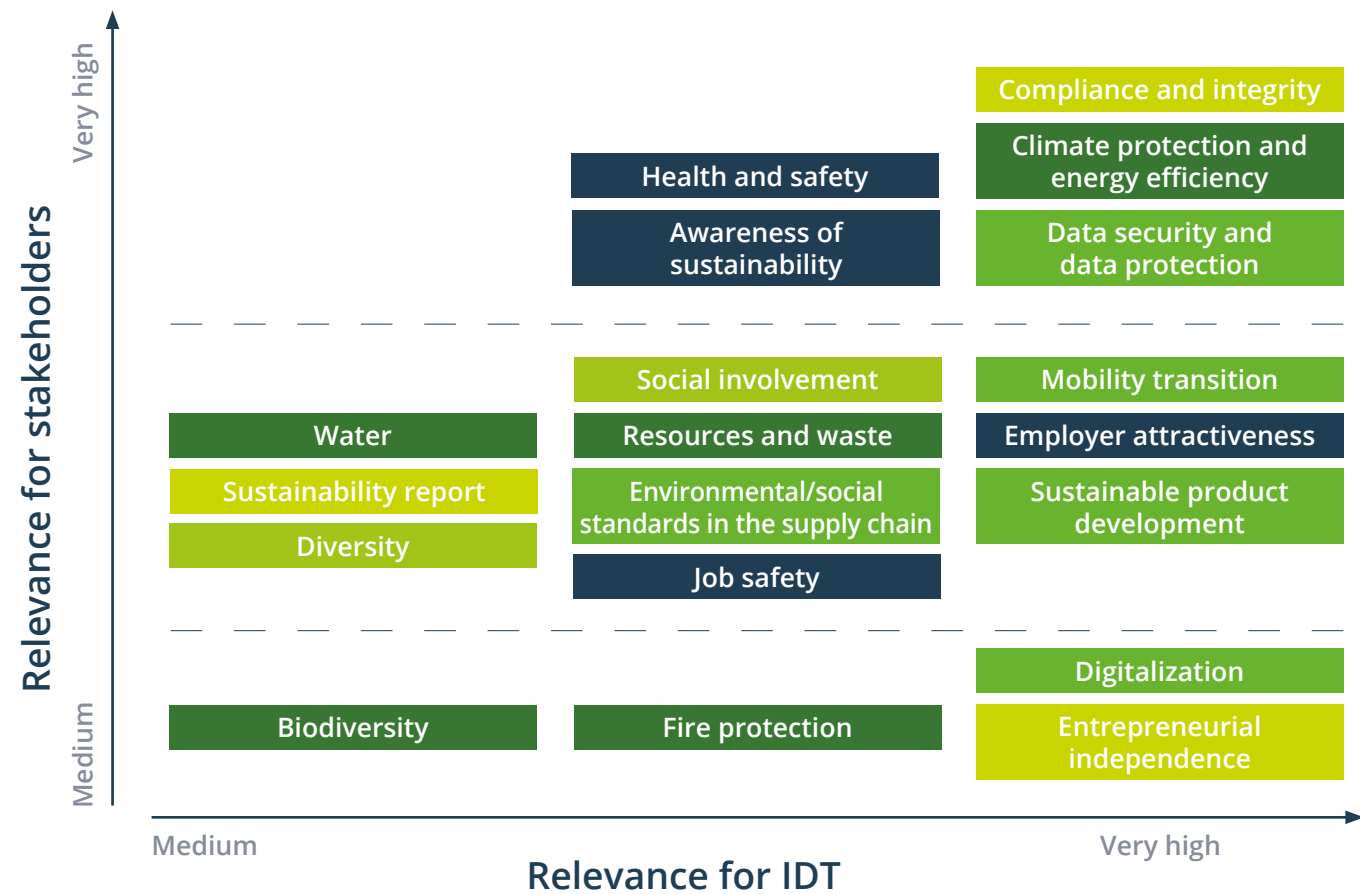 Very high
Compliance and integrity
Climate protection and
energy efficiency
Health and safety
Awareness of
sustainability
Data security and
data protection
Relevance for stakeholders
Social involvement
Mobility transition
Water
Resources and waste
Employer attractiveness
Sustainability report
Environmental/social
standards in the supply chain
Sustainable product
development
Diversity
Job safety
Digitalization
Medium
Biodiversity
Fire protection
Entrepreneurial
independence
Medium
Very high
Relevance for IDT